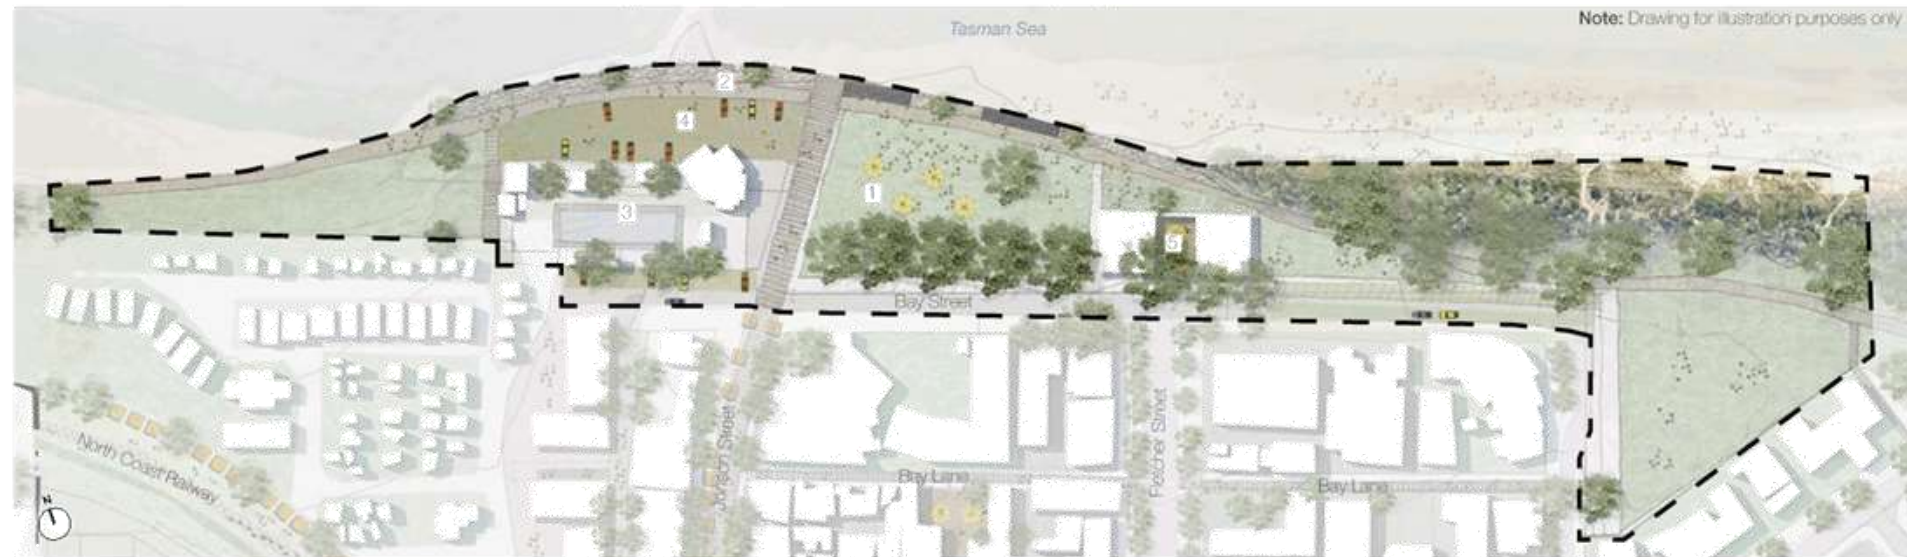 Note: Drawing for illustration purposes only
Tasman Sea
2
4
1
3
5
Bay Street
Jonson Street
Fletcher Street
North Coast Railway
Bay Lane
Bay Lane
N